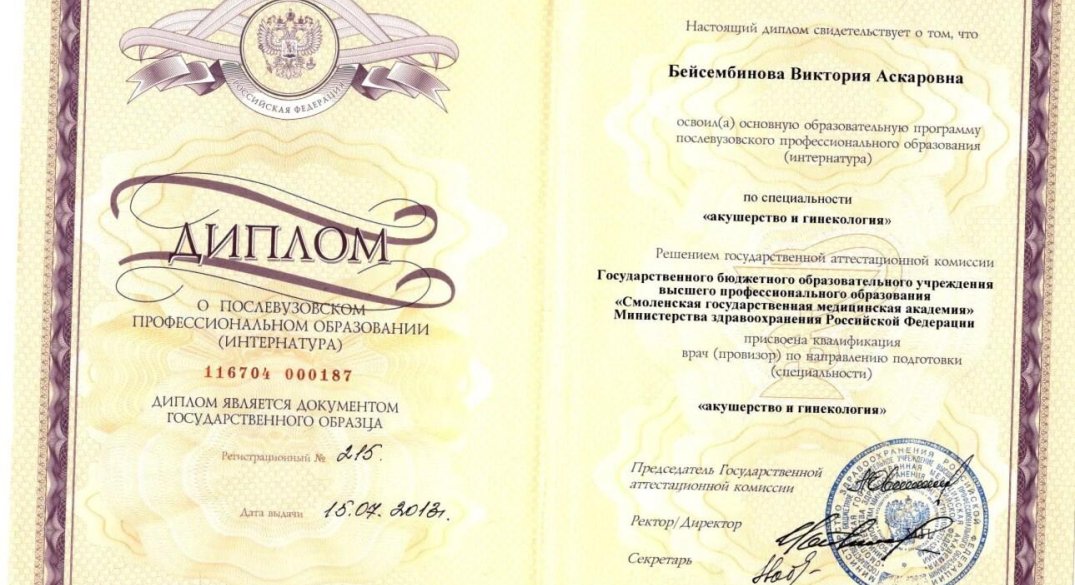 РОССИЙСКАЯ ФЕДЕРАЦИЯ
ДИПЛОМ
О ПОСЛЕВУЗОВСКОМ
ПРОФЕССИОНАЛЬНОМ ОБРАЗОВАНИИ
(ИНТЕРНАТУРА)
116704 000187
ДИПЛОМ ЯВЛЯЕТСЯ ДОКУМЕНТОМ
ГОСУДАРСТВЕННОГО ОБРАЗЦА
Регистрационный № 215.
Дата выдачи 15.07.2013г.
Настоящий диплом свидетельствует о том, что
Бейсембинова Виктория Аскаровна
освоил(а) основную образовательную программу
послевузовского профессионального образования
(интернатура)
по специальности
«акушерство и гинекология»
Решением государственной аттестационной комиссии
Государственного бюджетного образовательного учреждения
высшего профессионального образования
«Смоленская государственная медицинская академия»
Министерства здравоохранения Российской Федерации
присвоена квалификация
врач (провизор) по направлению подготовки
(специальности)
«акушерство и гинекология»
Председатель Государственной
аттестационной комиссии
Ректор/Директор
Секретарь